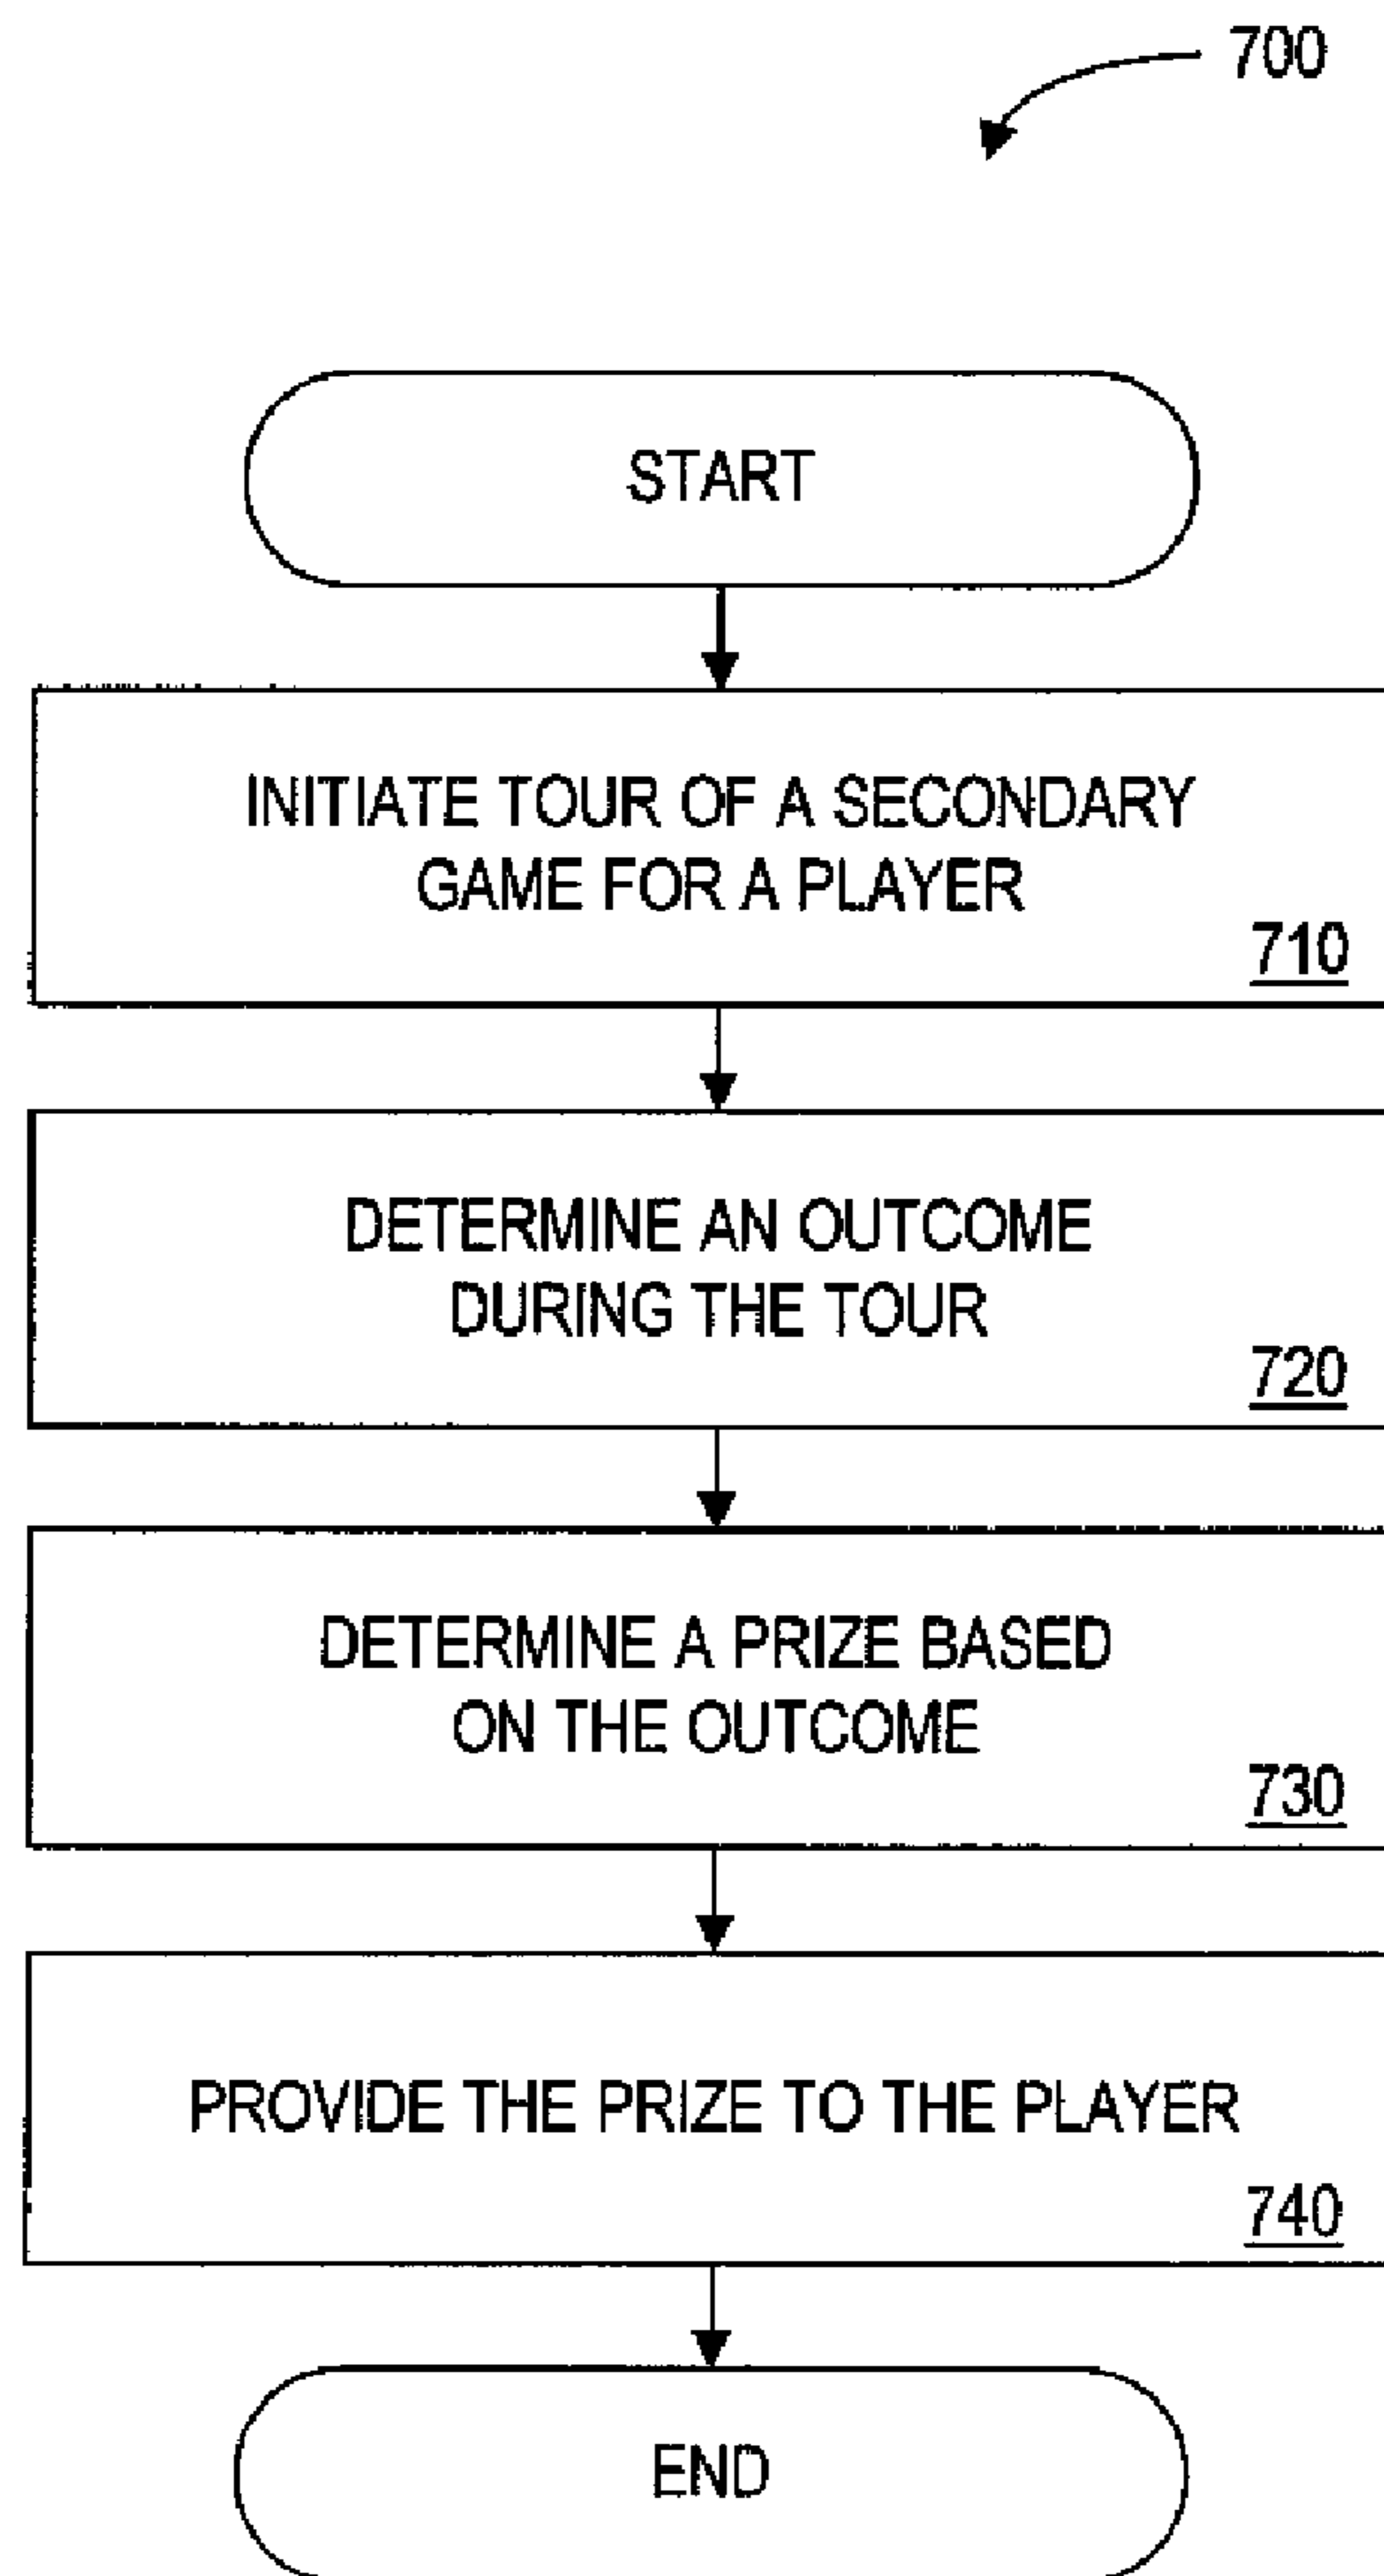 700
START
INITIATE TOUR OF A SECONDARY
GAME FOR A PLAYER
710
DETERMINE AN OUTCOME
DURING THE TOUR
720
DETERMINE A PRIZE BASED
ON THE OUTCOME
730
PROVIDE THE PRIZE TO THE PLAYER
740
END